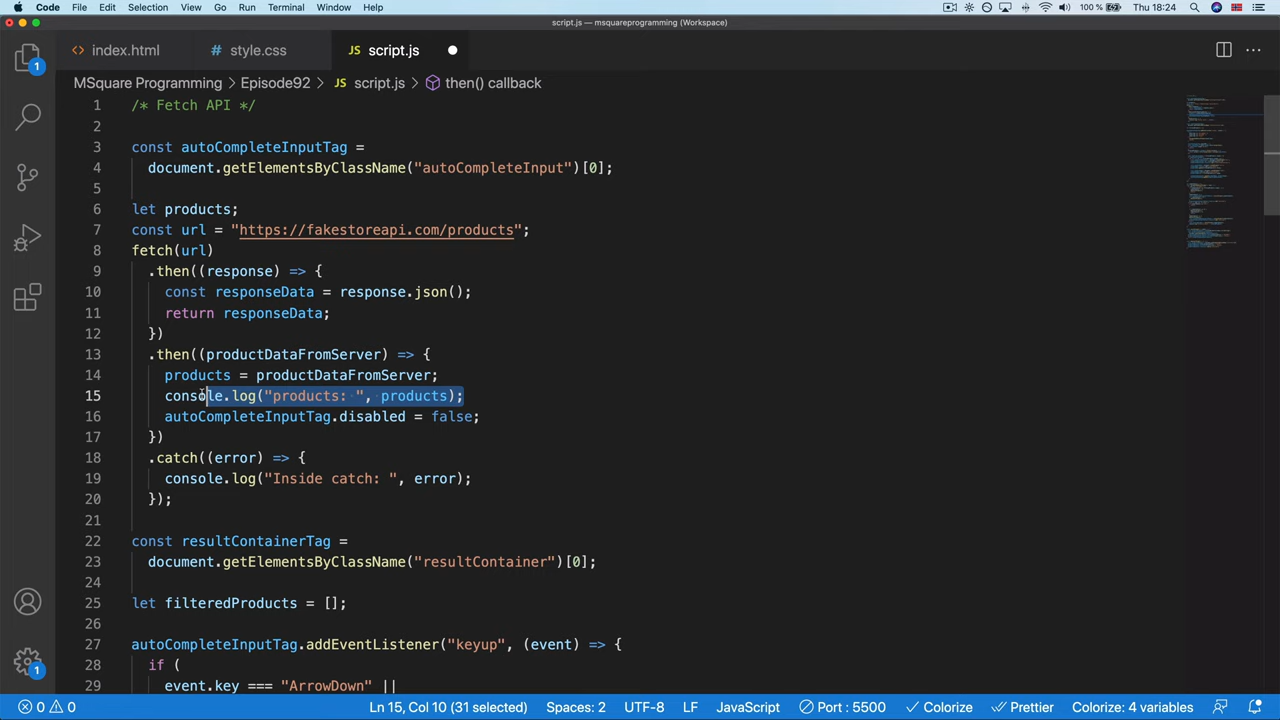 Code File Edit Selection View Go Run Terminal Window Help 100 % Thu 18:24
script.js — msquareprogramming (Workspace)
index.html # style.css JS script.js
MSquare Programming > Episode92 > JS script.js > then() callback
1 /* Fetch API */
2
3 const autoCompleteInputTag =
4 document.getElementsByClassName("autoCompleteInput")[0];
5
6 let products;
7 const url = "https://fakestoreapi.com/products";
8 fetch(url)
9 .then((response) => {
10 const responseData = response.json();
11 return responseData;
12 })
13 .then((productDataFromServer) => {
14 products = productDataFromServer;
15 console.log("products: ", products);
16 autoCompleteInputTag.disabled = false;
17 })
18 .catch((error) => {
19 console.log("Inside catch: ", error);
20 });
21
22 const resultContainerTag =
23 document.getElementsByClassName("resultContainer")[0];
24
25 let filteredProducts = [];
26
27 autoCompleteInputTag.addEventListener("keyup", (event) => {
28 if (
29 event.key === "ArrowDown" ||
1
1
0 0 Ln 15, Col 10 (31 selected) Spaces: 2 UTF-8 LF JavaScript Port : 5500 Colorize Prettier Colorize: 4 variables